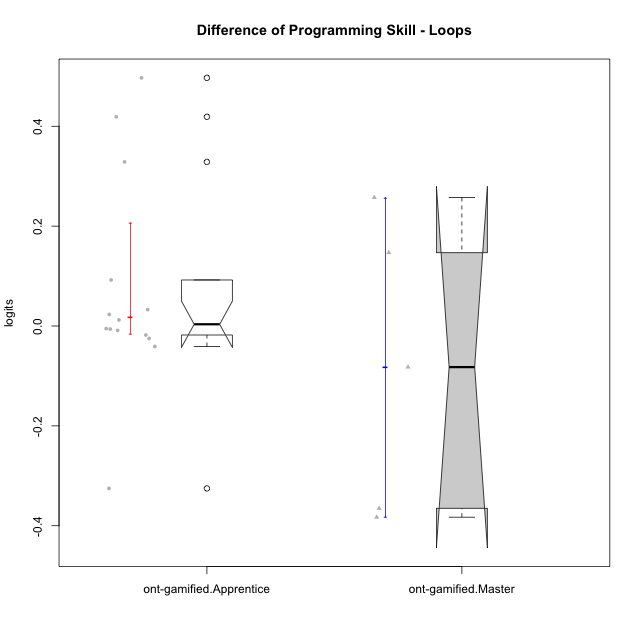 Difference of Programming Skill - Loops
logits
0.4
0.2
0.0
-0.2
-0.4
ont-gamified.Apprentice
ont-gamified.Master